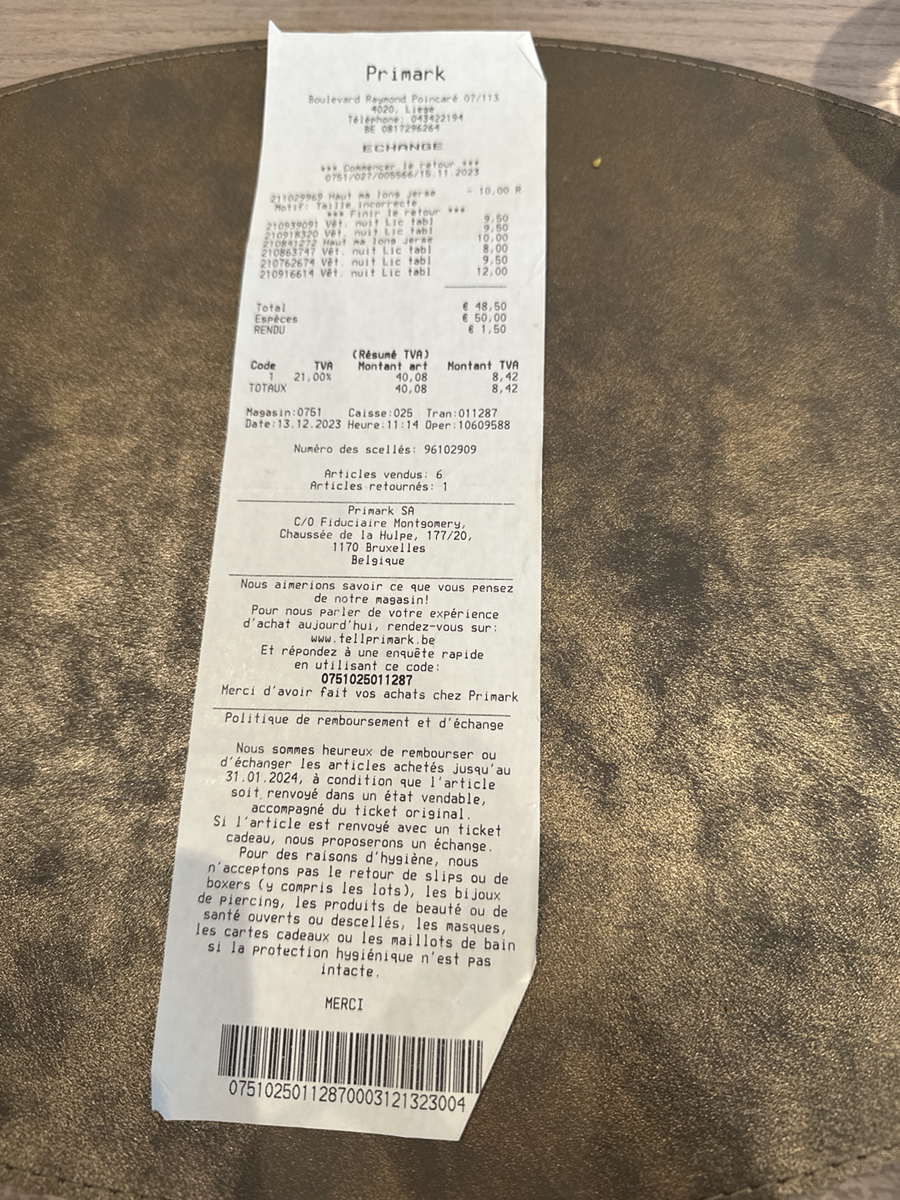 Primark
Boulevard Raymond Poincaré 07/113
4020, Liege
Téléphone: 043422194
BE 0817296264
ECHANGE
*** Commencer le retour ***
0751/027/005566/15.11.2023
211029969 Haut ma long jerse - 10,00 R
Motif: Taille incorrecte
*** Finir le retour ***
210939091 Vêt. nuit Lic tabl 9,50
210918320 Vêt. nuit Lic tabl 9,50
210841272 Haut ma long jerse 10,00
210863747 Vêt. nuit Lic tabl 8,00
210762674 Vêt. nuit Lic tabl 9,50
210916614 Vêt. nuit Lic tabl 12,00
Total € 48,50
Espèces € 50,00
RENDU € 1,50
(Résumé TVA)
Code TVA Montant art Montant TVA
1 21,00% 40,08 8,42
TOTAUX 40,08 8,42
Magasin:0751 Caisse:025 Tran:011287
Date:13.12.2023 Heure:11:14 Oper:10609588
Numéro des scellés: 96102909
Articles vendus: 6
Articles retournés: 1
Primark SA
C/O Fiduciaire Montgomery,
Chaussée de la Hulpe, 177/20,
1170 Bruxelles
Belgique
Nous aimerions savoir ce que vous pensez
de notre magasin!
Pour nous parler de votre expérience
d'achat aujourd'hui, rendez-vous sur:
www.tellprimark.be
Et répondez à une enquête rapide
en utilisant ce code:
0751025011287
Merci d'avoir fait vos achats chez Primark
Politique de remboursement et d'échange
Nous sommes heureux de rembourser ou
d'échanger les articles achetés jusqu'au
31.01.2024, à condition que l'article
soit renvoyé dans un état vendable,
accompagné du ticket original.
Si l'article est renvoyé avec un ticket
cadeau, nous proposerons un échange.
Pour des raisons d'hygiène, nous
n'acceptons pas le retour de slips ou de
boxers (y compris les lots), les bijoux
de piercing, les produits de beauté ou de
santé ouverts ou descellés, les masques,
les cartes cadeaux ou les maillots de bain
si la protection hygiénique n'est pas
intacte.
MERCI
07510250112870003121323004